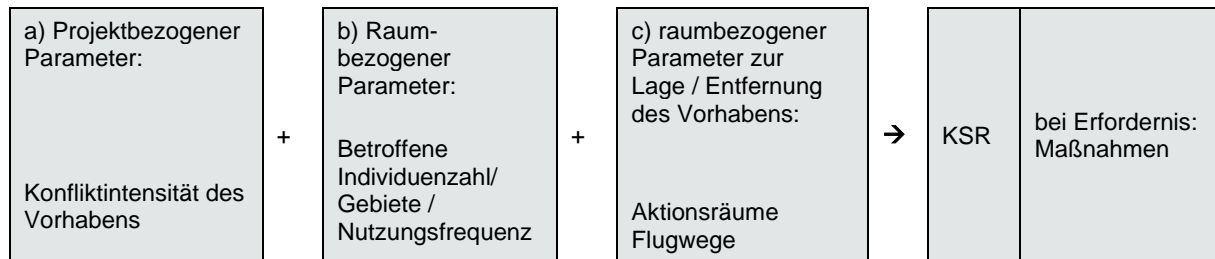 a) Projektbezogener
Parameter:
Konfliktintensität des
Vorhabens
+
b) Raum-
bezogener
Parameter:
Betroffene
Individuenzahl/
Gebiete /
Nutzungsfrequenz
+
c) raumbezogener
Parameter zur
Lage / Entfernung
des Vorhabens:
Aktionsräume
Flugwege
→
KSR
bei Erfordernis:
Maßnahmen